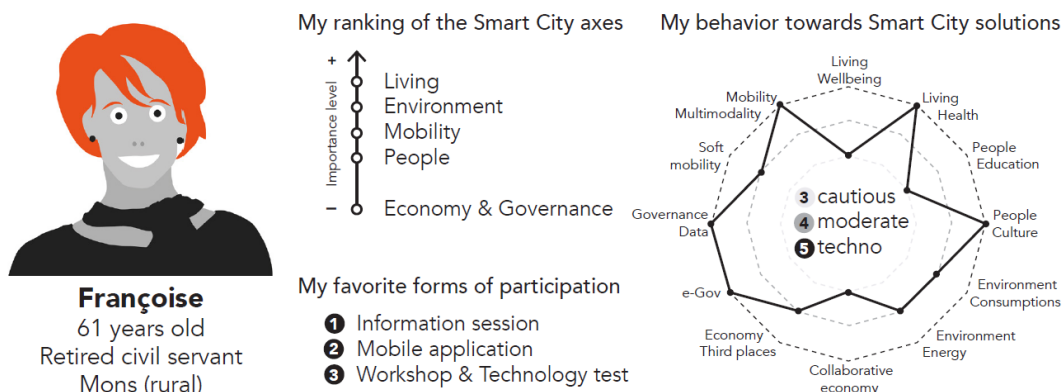 Françoise
61 years old
Retired civil servant
Mons (rural)
My ranking of the Smart City axes
+
Importance level
–
Living
Environment
Mobility
People
Economy & Governance
My favorite forms of participation
1 Information session
2 Mobile application
3 Workshop & Technology test
My behavior towards Smart City solutions
Living
Wellbeing
Living
Health
People
Education
People
Culture
Environment
Consumptions
Environment
Energy
Collaborative
economy
Economy
Third places
e-Gov
Governance
Data
Soft
mobility
Mobility
Multimodality
3 cautious
4 moderate
5 techno